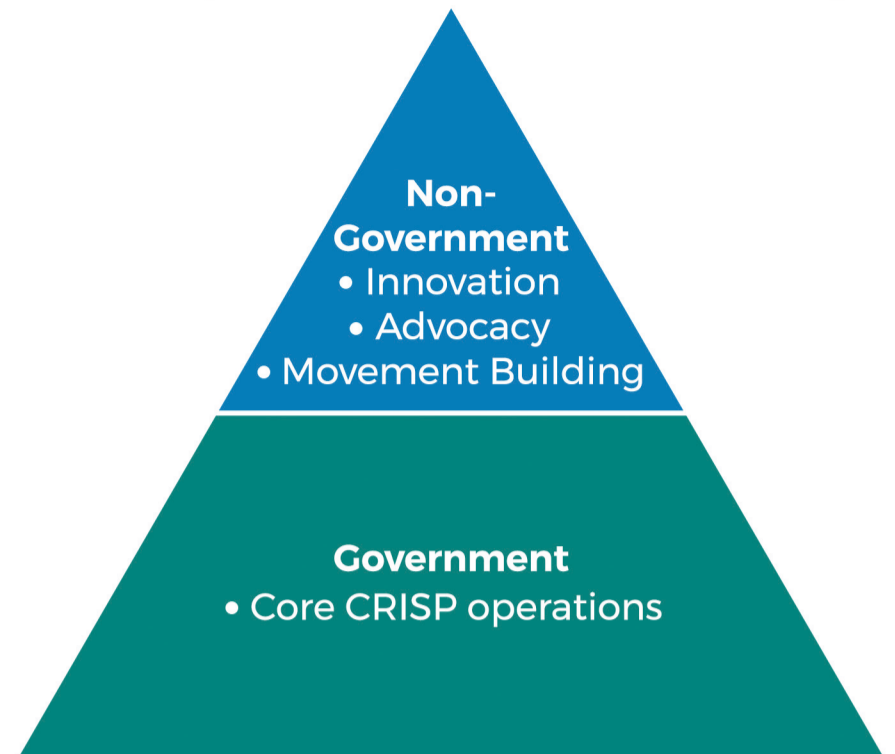 Non-
Government
• Innovation
• Advocacy
• Movement Building
Government
• Core CRISP operations